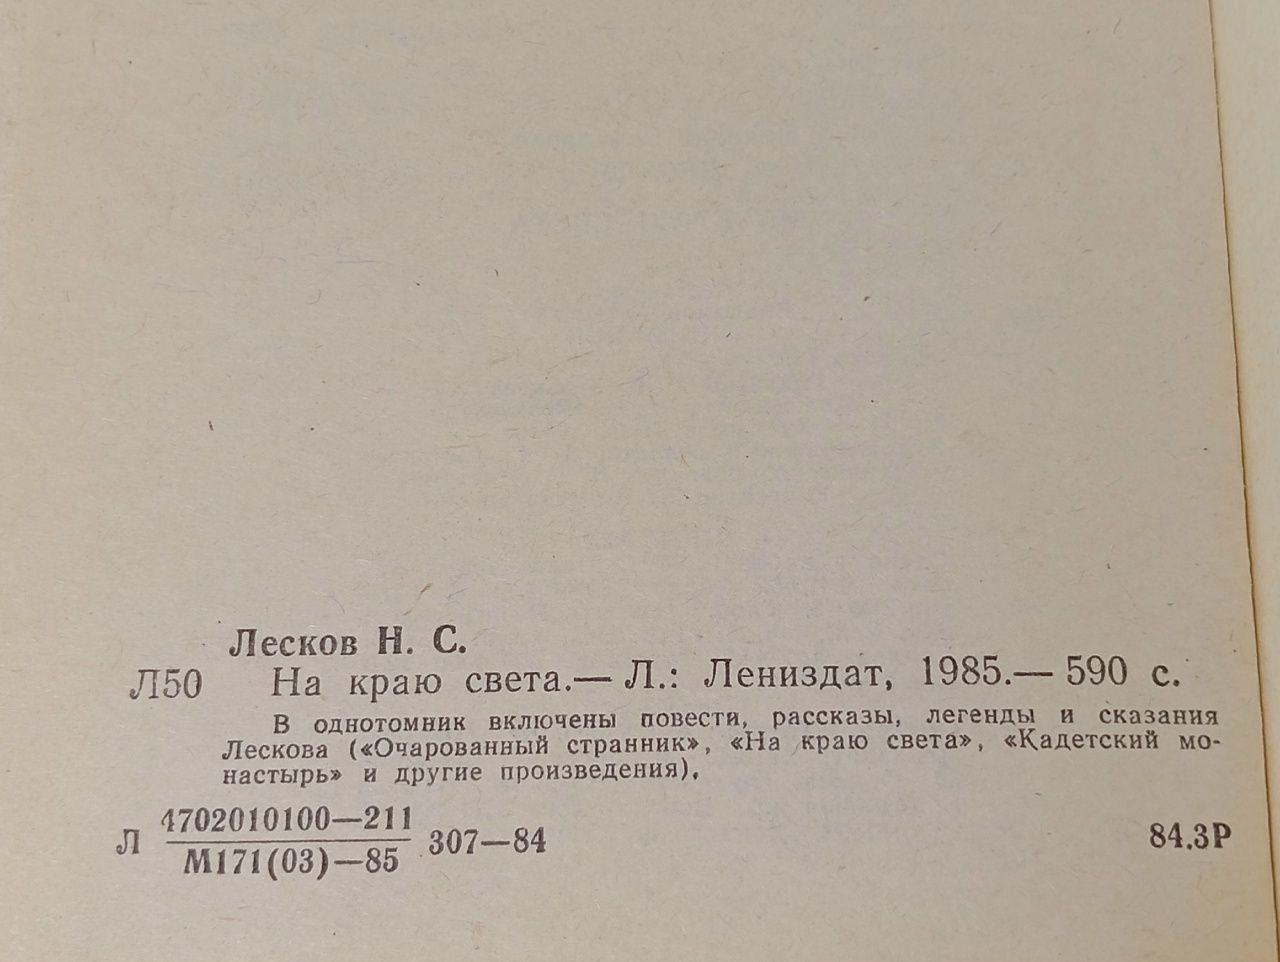 Лесков Н. С.
Л50 На краю света.— Л.: Лениздат, 1985.— 590 с.
В однотомник включены повести, рассказы, легенды и сказания
Лескова («Очарованный странник», «На краю света», «Кадетский мо-
настырь» и другие произведения).
4702010100—211
Л 307—84
М171(03)—85
84.3Р